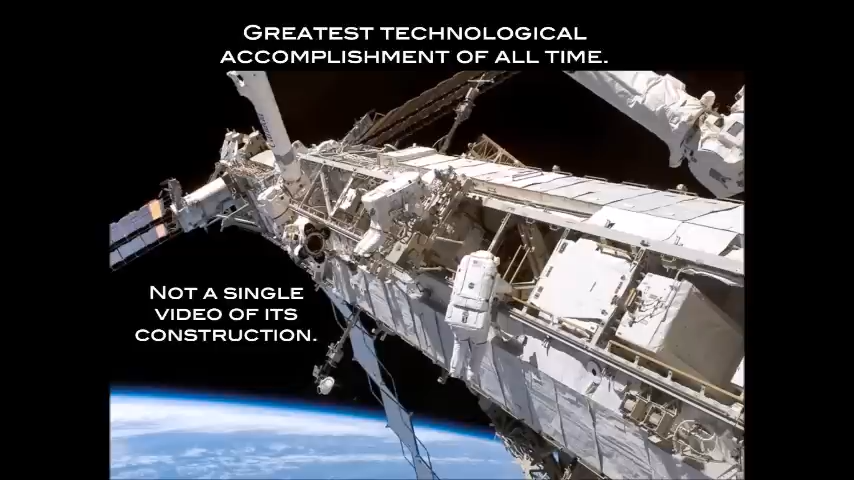 Greatest technological
accomplishment of all time.
Not a single
video of its
construction.